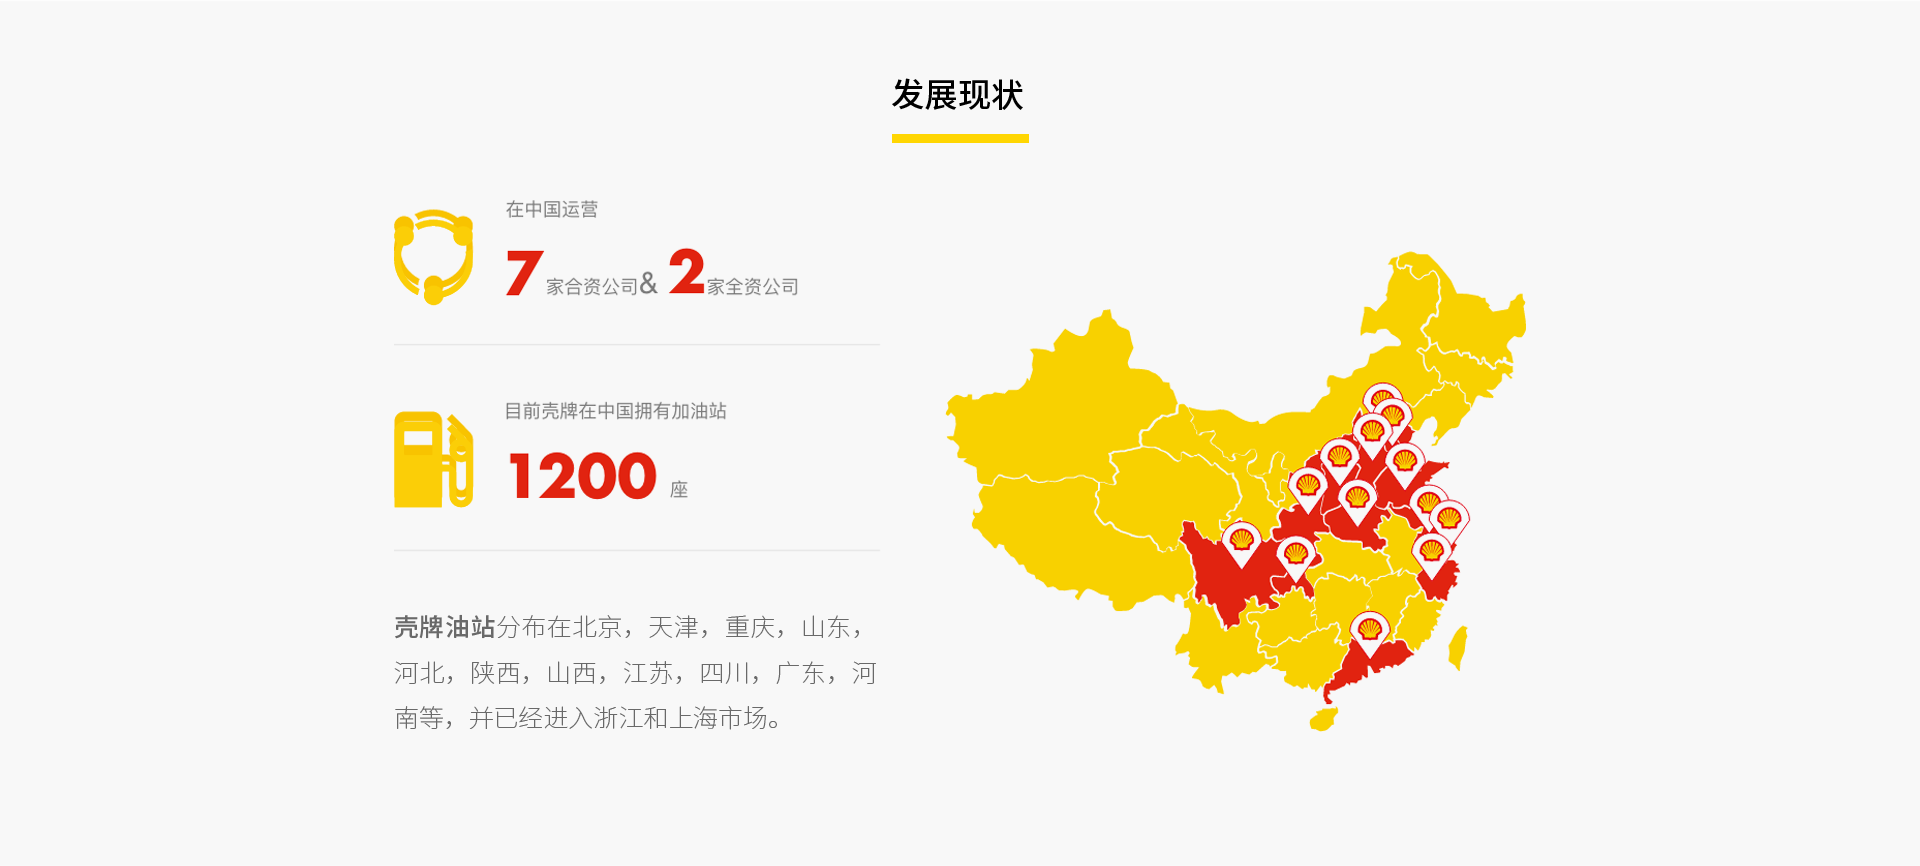 发展现状
在中国运营
7家合资公司& 2家全资公司
目前壳牌在中国拥有加油站
1200 座
壳牌油站分布在北京，天津，重庆，山东，
河北，陕西，山西，江苏，四川，广东，河
南等，并已经进入浙江和上海市场。